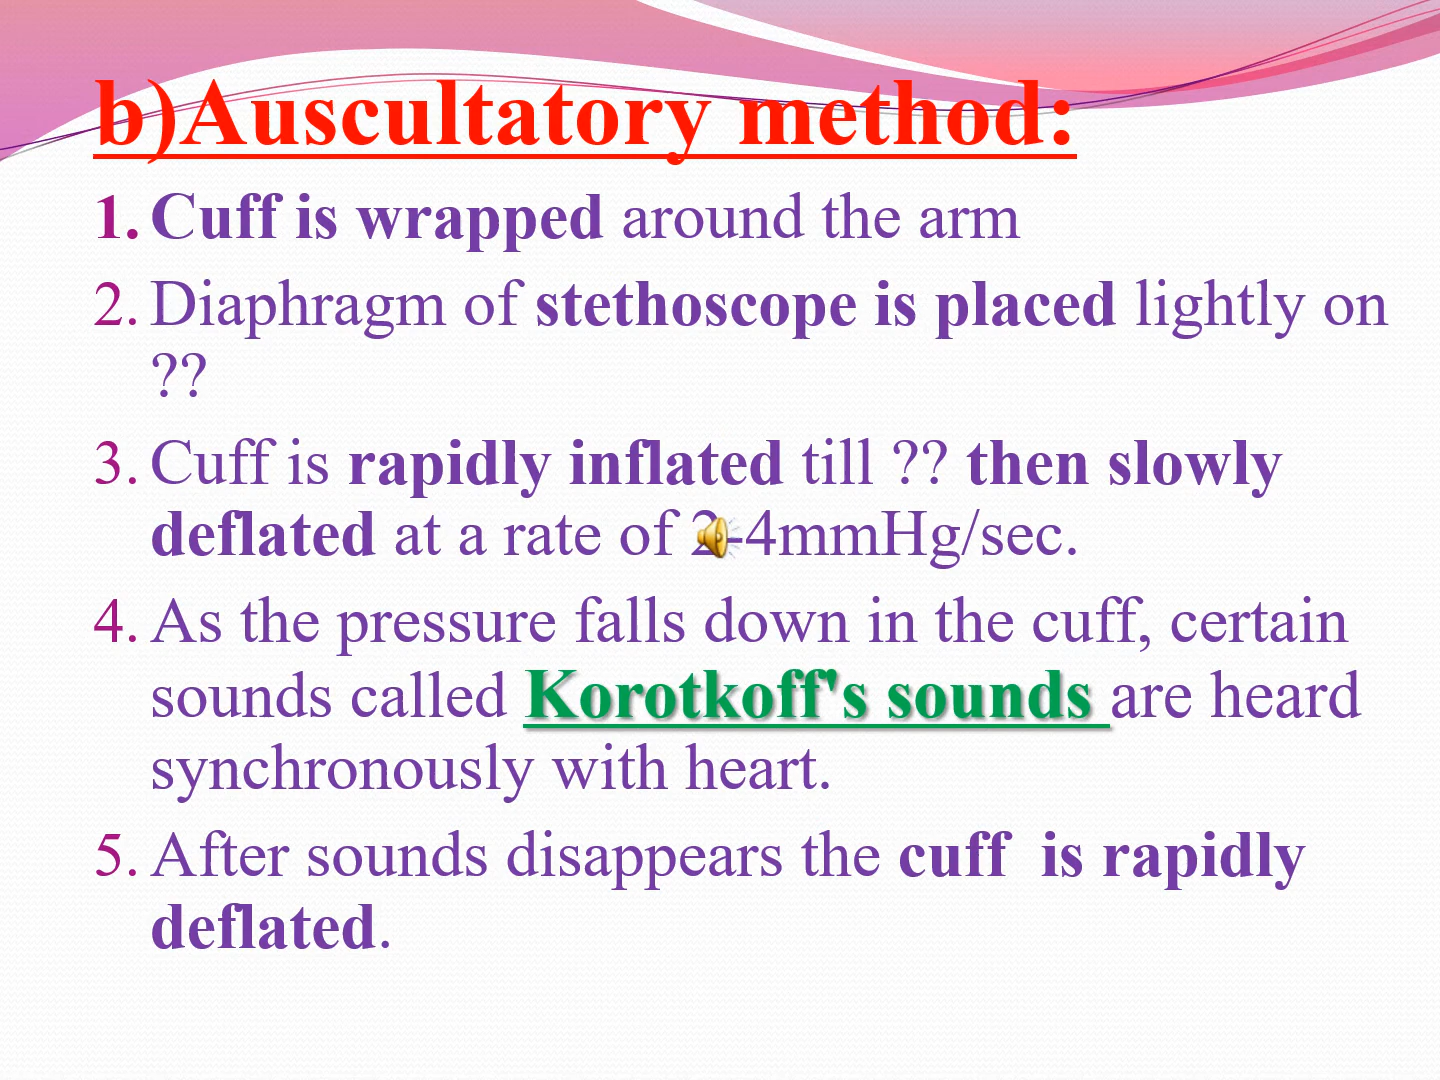 b)Auscultatory method:
1. Cuff is wrapped around the arm
2. Diaphragm of stethoscope is placed lightly on
??
3. Cuff is rapidly inflated till ?? then slowly
deflated at a rate of 2-4mmHg/sec.
4. As the pressure falls down in the cuff, certain
sounds called Korotkoff's sounds are heard
synchronously with heart.
5. After sounds disappears the cuff  is rapidly
deflated.